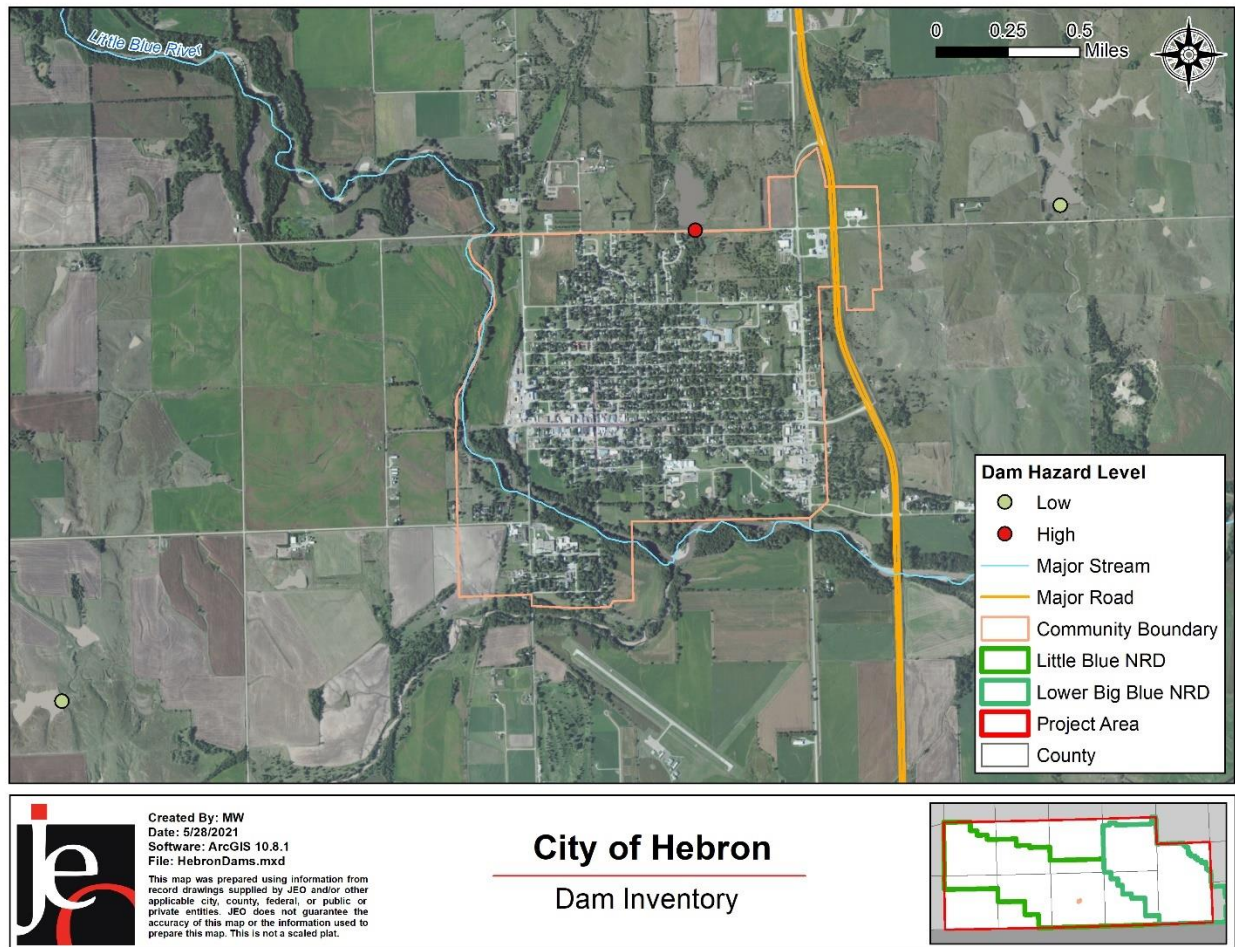 Little Blue River
0 0.25 0.5
Miles
Dam Hazard Level
Low
High
Major Stream
Major Road
Community Boundary
Little Blue NRD
Lower Big Blue NRD
Project Area
County
jeo
Created By: MW
Date: 5/28/2021
Software: ArcGIS 10.8.1
File: HebronDams.mxd
This map was prepared using information from
record drawings supplied by JEO and/or other
applicable city, county, federal, or public or
private entities. JEO does not guarantee the
accuracy of this map or the information used to
prepare this map. This is not a scaled plat.
City of Hebron
Dam Inventory